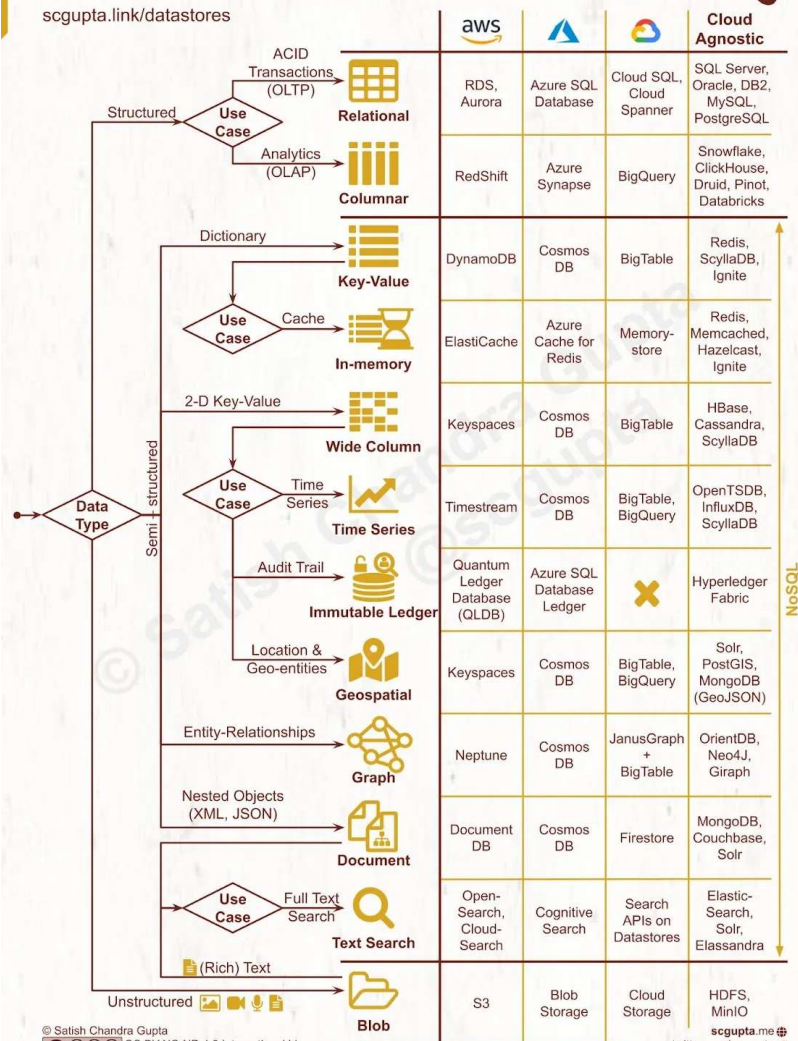 scgupta.link/datastores
aws
Cloud
Agnostic
ACID
Transactions
(OLTP)
Structured
Use
Case
Relational
RDS,
Aurora
Azure SQL
Database
Cloud SQL,
Cloud
Spanner
SQL Server,
Oracle, DB2,
MySQL,
PostgreSQL
Analytics
(OLAP)
Columnar
RedShift
Azure
Synapse
BigQuery
Snowflake,
ClickHouse,
Druid, Pinot,
Databricks
Dictionary
Key-Value
DynamoDB
Cosmos
DB
BigTable
Redis,
ScyllaDB,
Ignite
Use
Case
Cache
In-memory
ElastiCache
Azure
Cache for
Redis
Memory-
store
Redis,
Memcached,
Hazelcast,
Ignite
2-D Key-Value
Wide Column
Keyspaces
Cosmos
DB
BigTable
HBase,
Cassandra,
ScyllaDB
Data
Type
Semi - structured
Use
Case
Time
Series
Time Series
Timestream
Cosmos
DB
BigTable,
BigQuery
OpenTSDB,
InfluxDB,
ScyllaDB
Audit Trail
Immutable Ledger
Quantum
Ledger
Database
(QLDB)
Azure SQL
Database
Ledger
Hyperledger
Fabric
NoSQL
Location &
Geo-entities
Geospatial
Keyspaces
Cosmos
DB
BigTable,
BigQuery
Solr,
PostGIS,
MongoDB
(GeoJSON)
Entity-Relationships
Graph
Neptune
Cosmos
DB
JanusGraph
+
BigTable
OrientDB,
Neo4J,
Giraph
Nested Objects
(XML, JSON)
Document
Document
DB
Cosmos
DB
Firestore
MongoDB,
Couchbase,
Solr
Use
Case
Full Text
Search
Text Search
Open-
Search,
Cloud-
Search
Cognitive
Search
Search
APIs on
Datastores
Elastic-
Search,
Solr,
Elassandra
(Rich) Text
Unstructured
Blob
S3
Blob
Storage
Cloud
Storage
HDFS,
MinIO
© Satish Chandra Gupta
@scgupta
© Satish Chandra Gupta
scgupta.me